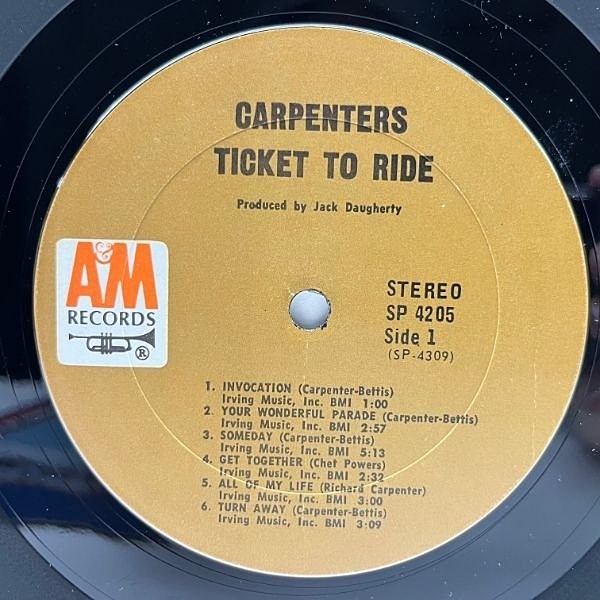 CARPENTERS
TICKET TO RIDE
Produced by Jack Daugherty
A&M
RECORDS
®
STEREO
SP 4205
Side 1
(SP-4309)
1. INVOCATION (Carpenter-Bettis)
Irving Music, Inc. BMI 1:00
2. YOUR WONDERFUL PARADE (Carpenter-Bettis)
Irving Music, Inc. BMI 2:57
3. SOMEDAY (Carpenter-Bettis)
Irving Music, Inc. BMI 5:13
4. GET TOGETHER (Chet Powers)
Irving Music, Inc. BMI 2:32
5. ALL OF MY LIFE (Richard Carpenter)
Irving Music, Inc. BMI 3:00
6. TURN AWAY (Carpenter-Bettis)
Irving Music, Inc. BMI 3:09